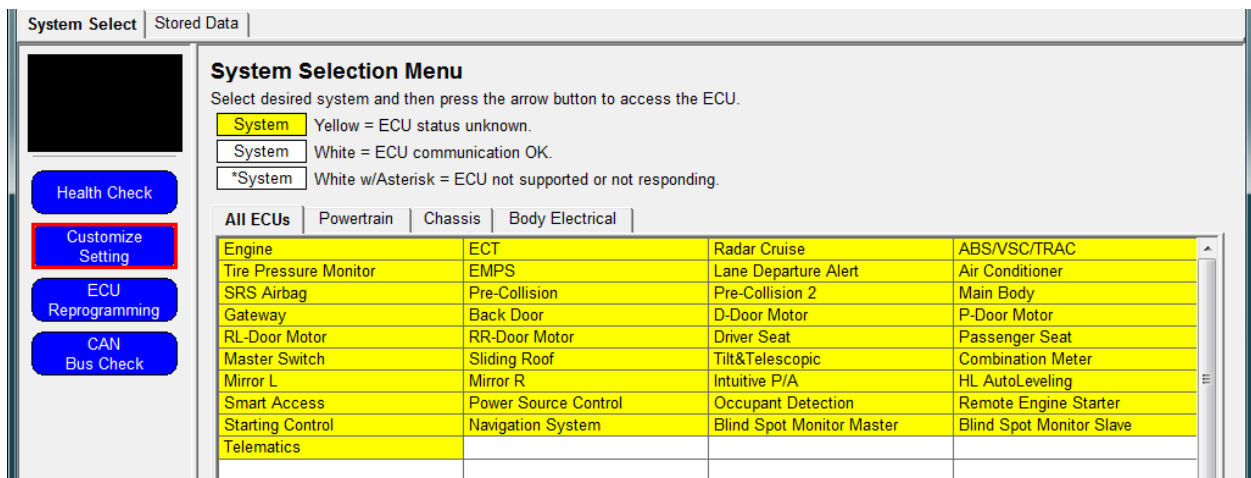 System Select Stored Data
System Selection Menu
Select desired system and then press the arrow button to access the ECU.
System Yellow = ECU status unknown.
System White = ECU communication OK.
*System White w/Asterisk = ECU not supported or not responding.
Health Check
Customize
Setting
ECU
Reprogramming
CAN
Bus Check
All ECUs Powertrain Chassis Body Electrical
Engine ECT Radar Cruise ABS/VSC/TRAC
Tire Pressure Monitor EMPS Lane Departure Alert Air Conditioner
SRS Airbag Pre-Collision Pre-Collision 2 Main Body
Gateway Back Door D-Door Motor P-Door Motor
RL-Door Motor RR-Door Motor Driver Seat Passenger Seat
Master Switch Sliding Roof Tilt&Telescopic Combination Meter
Mirror L Mirror R Intuitive P/A HL AutoLeveling
Smart Access Power Source Control Occupant Detection Remote Engine Starter
Starting Control Navigation System Blind Spot Monitor Master Blind Spot Monitor Slave
Telematics